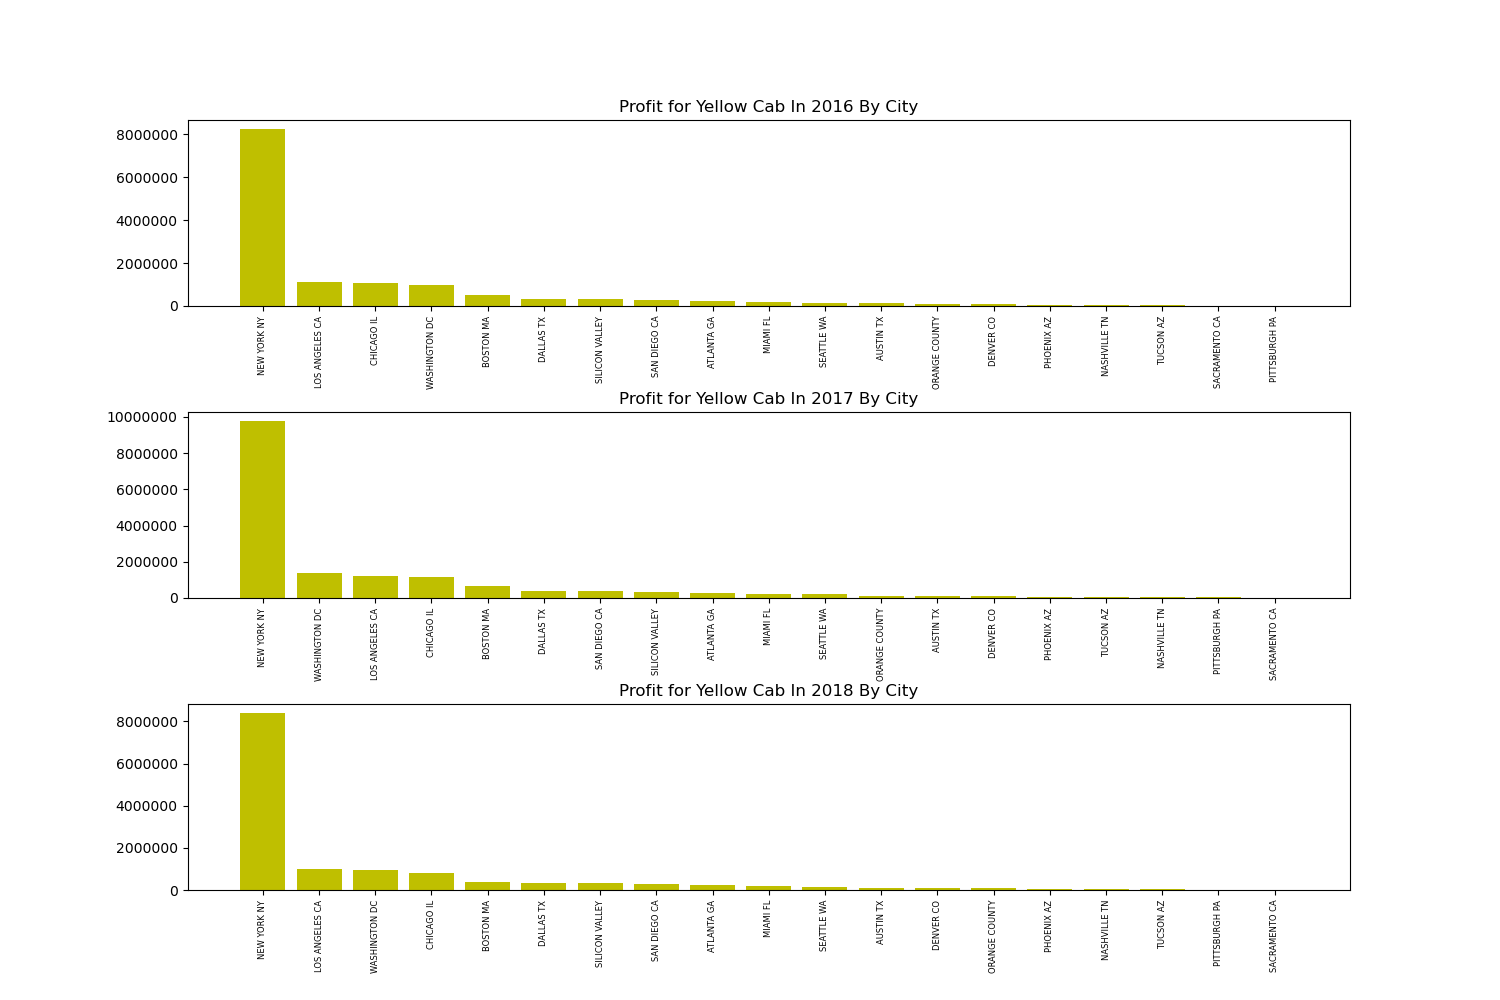 Profit for Yellow Cab In 2016 By City
8000000
6000000
4000000
2000000
0
NEW YORK NY
LOS ANGELES CA
CHICAGO IL
WASHINGTON DC
BOSTON MA
DALLAS TX
SILICON VALLEY
SAN DIEGO CA
ATLANTA GA
MIAMI FL
SEATTLE WA
AUSTIN TX
ORANGE COUNTY
DENVER CO
PHOENIX AZ
NASHVILLE TN
TUCSON AZ
SACRAMENTO CA
PITTSBURGH PA
Profit for Yellow Cab In 2017 By City
10000000
8000000
6000000
4000000
2000000
0
NEW YORK NY
WASHINGTON DC
LOS ANGELES CA
CHICAGO IL
BOSTON MA
DALLAS TX
SAN DIEGO CA
SILICON VALLEY
ATLANTA GA
MIAMI FL
SEATTLE WA
ORANGE COUNTY
AUSTIN TX
DENVER CO
PHOENIX AZ
TUCSON AZ
NASHVILLE TN
PITTSBURGH PA
SACRAMENTO CA
Profit for Yellow Cab In 2018 By City
8000000
6000000
4000000
2000000
0
NEW YORK NY
LOS ANGELES CA
WASHINGTON DC
CHICAGO IL
BOSTON MA
DALLAS TX
SILICON VALLEY
SAN DIEGO CA
ATLANTA GA
MIAMI FL
SEATTLE WA
AUSTIN TX
DENVER CO
ORANGE COUNTY
PHOENIX AZ
NASHVILLE TN
TUCSON AZ
PITTSBURGH PA
SACRAMENTO CA